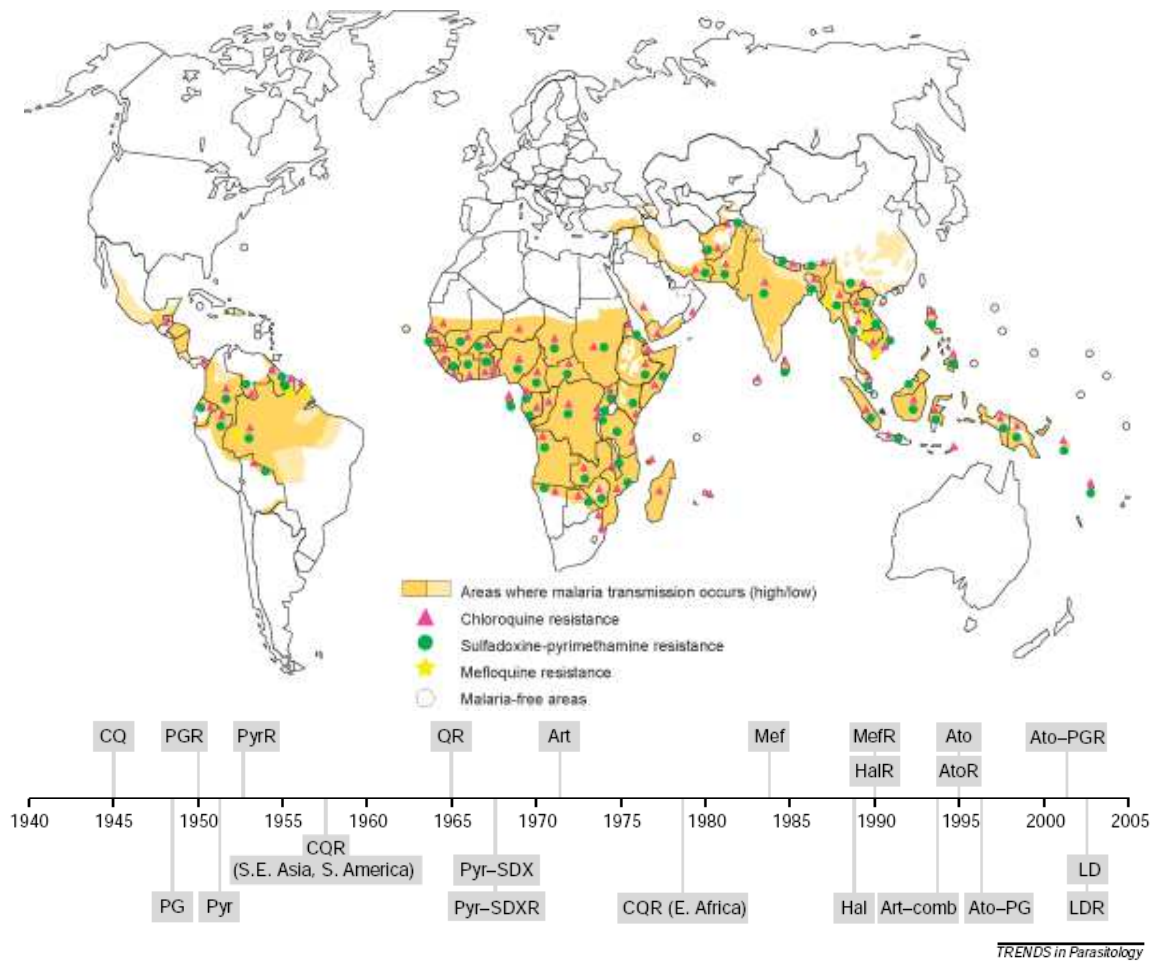 Areas where malaria transmission occurs (high/low)
Chloroquine resistance
Sulfadoxine-pyrimethamine resistance
Mefloquine resistance
Malaria-free areas
CQ PGR PyrR QR Art Mef MefR Ato Ato–PGR
HalR AtoR
1940 1945 1950 1955 1960 1965 1970 1975 1980 1985 1990 1995 2000 2005
CQR
(S.E. Asia, S. America) Pyr–SDX LD
PG Pyr Pyr–SDXR CQR (E. Africa) Hal Art–comb Ato–PG LDR
TRENDS in Parasitology